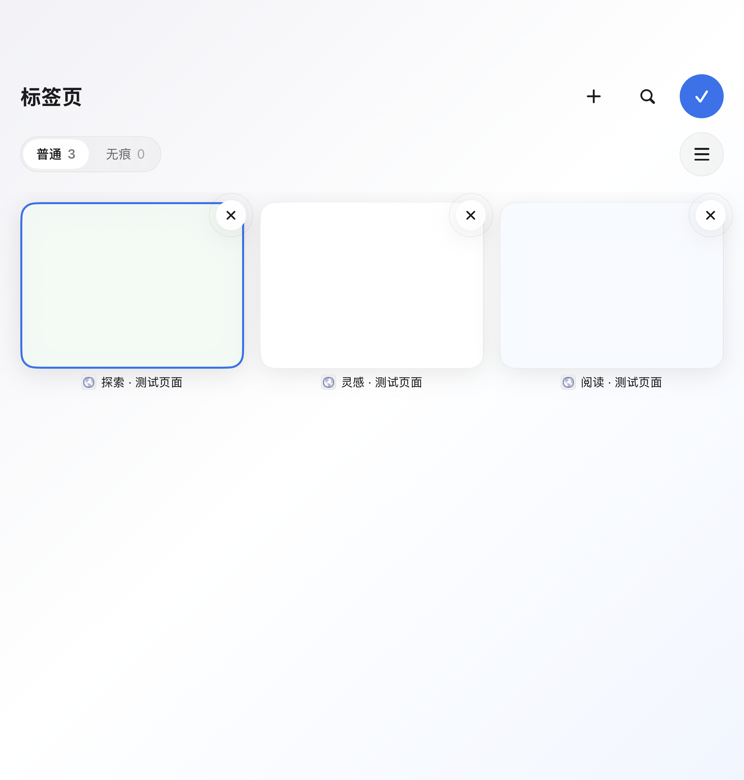 标签页
普通 3 无痕 0
探索 · 测试页面
灵感 · 测试页面
阅读 · 测试页面